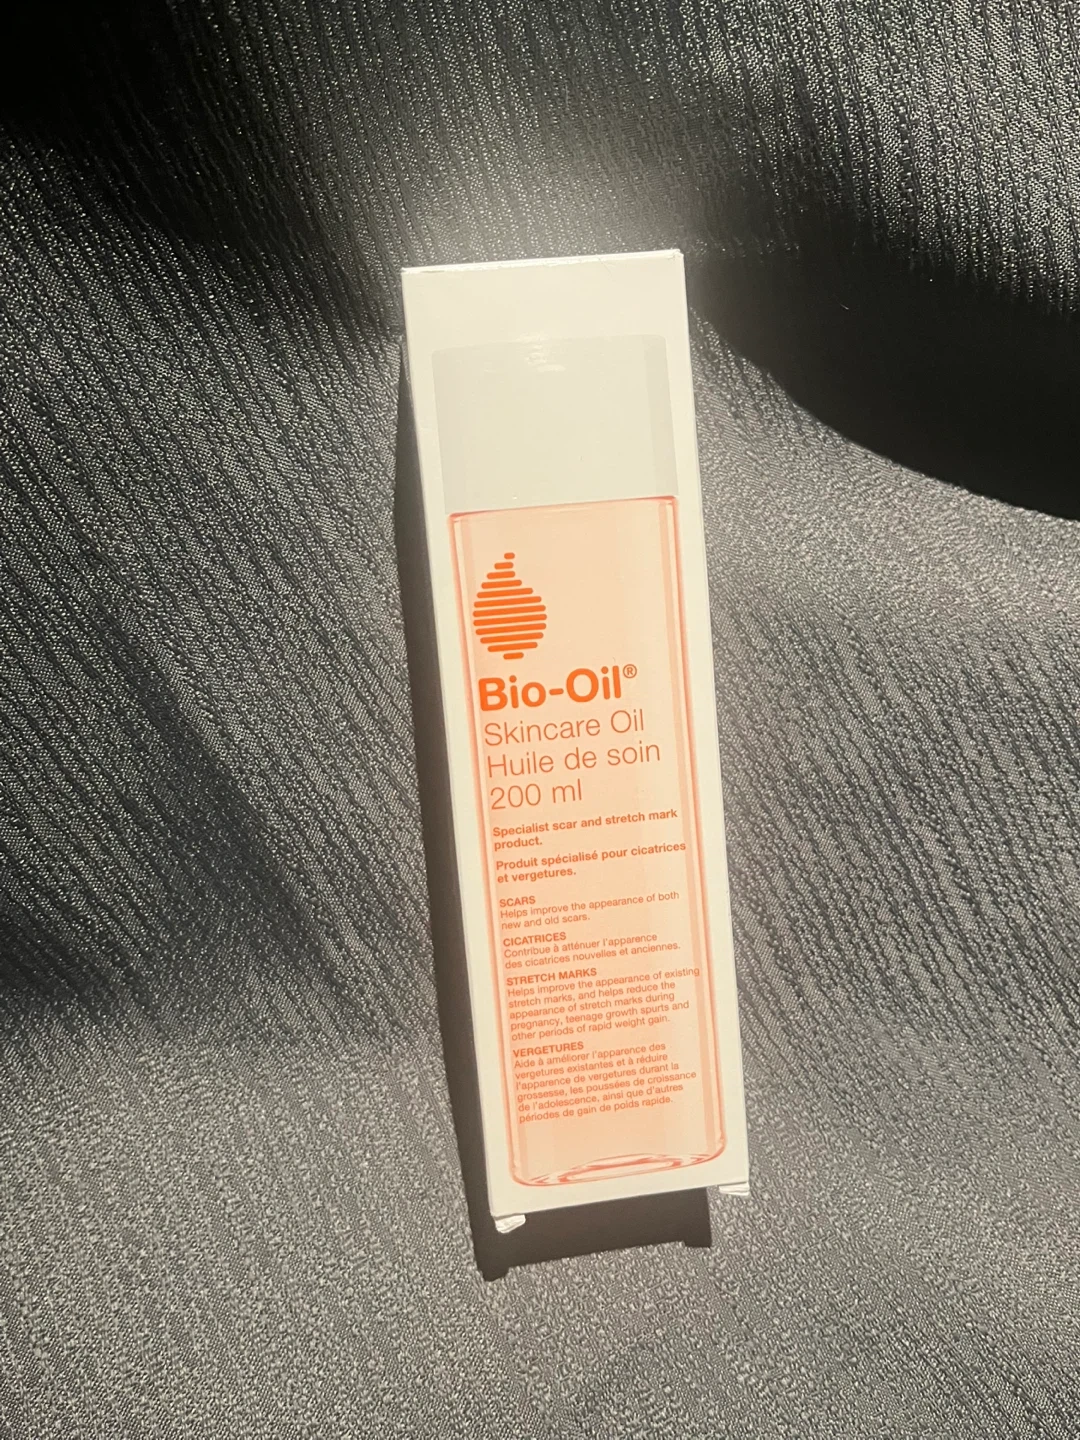 Bio-Oil®
Skincare Oil
Huile de soin
200 ml
Specialist scar and stretch mark
product.
Produit spécialisé pour cicatrices
et vergetures.
SCARS
Helps improve the appearance of both
new and old scars.
CICATRICES
Contribue à atténuer l'apparence
des cicatrices nouvelles et anciennes.
STRETCH MARKS
Helps improve the appearance of existing
stretch marks, and helps reduce the
appearance of stretch marks during
pregnancy, teenage growth spurts and
other periods of rapid weight gain.
VERGETURES
Aide à améliorer l'apparence des
vergetures existantes et à réduire
l'apparence de vergetures durant la
grossesse, les poussées de croissance
de l'adolescence, ainsi que d'autres
périodes de gain de poids rapide.